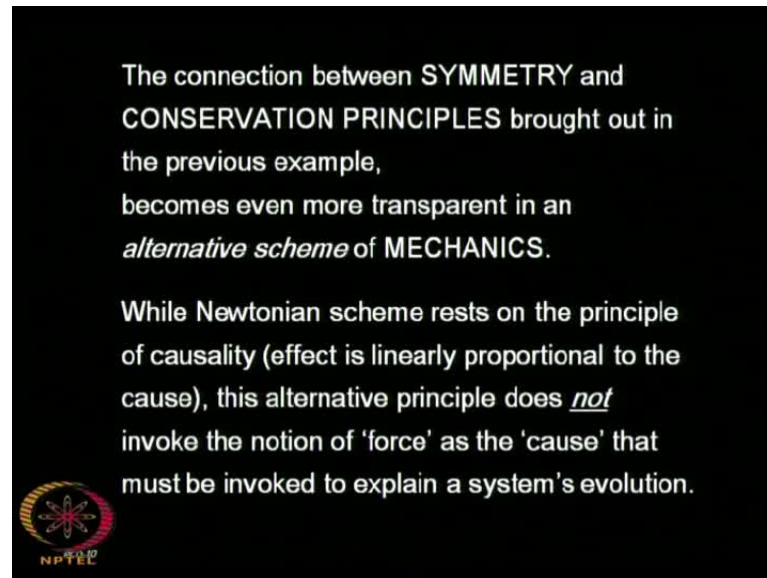 The connection between SYMMETRY and
CONSERVATION PRINCIPLES brought out in
the previous example,
becomes even more transparent in an
alternative scheme of MECHANICS.
While Newtonian scheme rests on the principle
of causality (effect is linearly proportional to the
cause), this alternative principle does not
invoke the notion of ‘force’ as the ‘cause’ that
must be invoked to explain a system’s evolution.
NPTEL